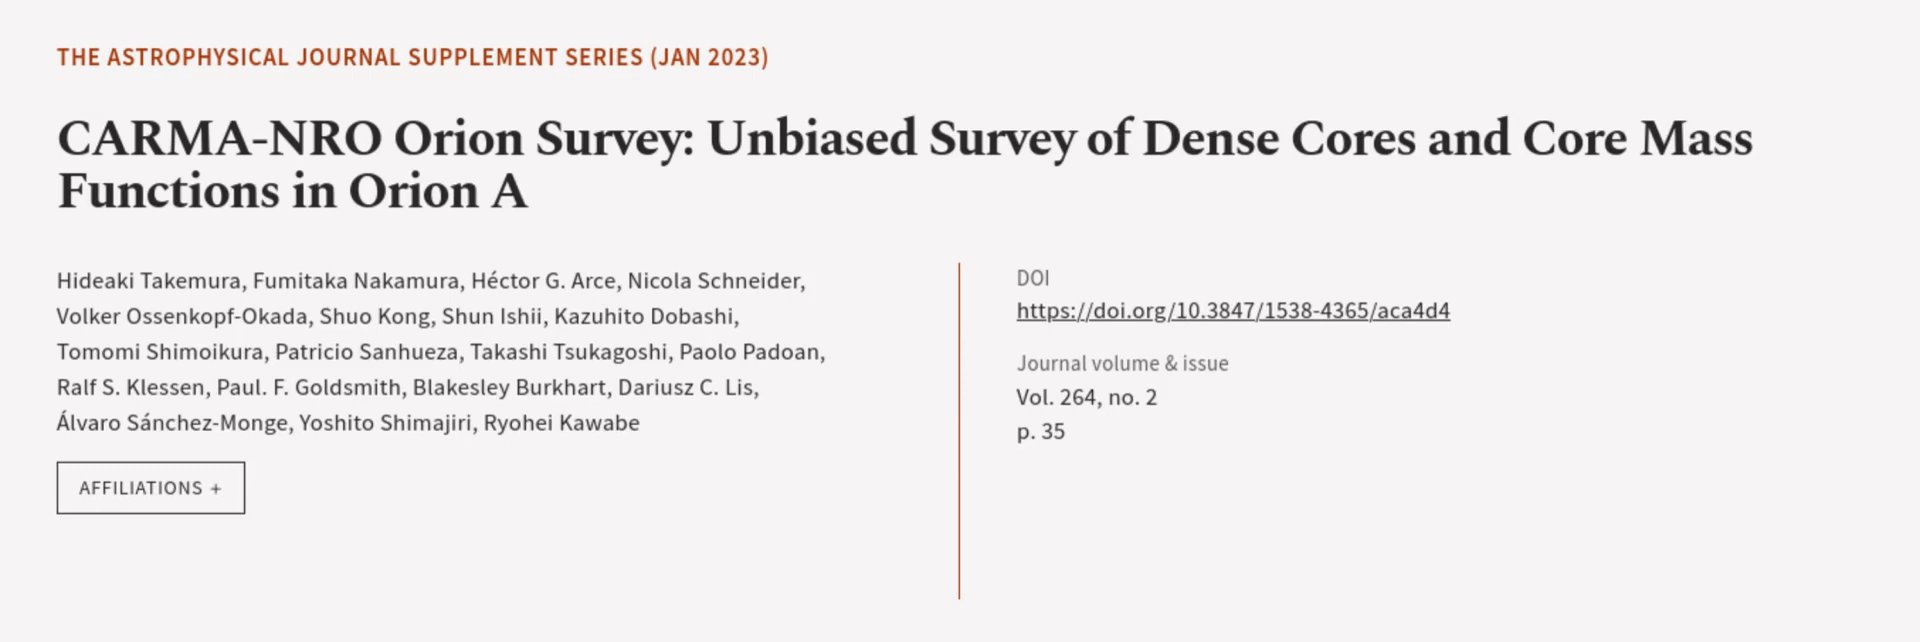 THE ASTROPHYSICAL JOURNAL SUPPLEMENT SERIES (JAN 2023)
CARMA-NRO Orion Survey: Unbiased Survey of Dense Cores and Core Mass
Functions in Orion A
Hideaki Takemura, Fumitaka Nakamura, Héctor G. Arce, Nicola Schneider,
Volker Ossenkopf-Okada, Shuo Kong, Shun Ishii, Kazuhito Dobashi,
Tomomi Shimoikura, Patricio Sanhueza, Takashi Tsukagoshi, Paolo Padoan,
Ralf S. Klessen, Paul. F. Goldsmith, Blakesley Burkhart, Dariusz C. Lis,
Álvaro Sánchez-Monge, Yoshito Shimajiri, Ryohei Kawabe
AFFILIATIONS +
DOI
https://doi.org/10.3847/1538-4365/aca4d4
Journal volume & issue
Vol. 264, no. 2
p. 35